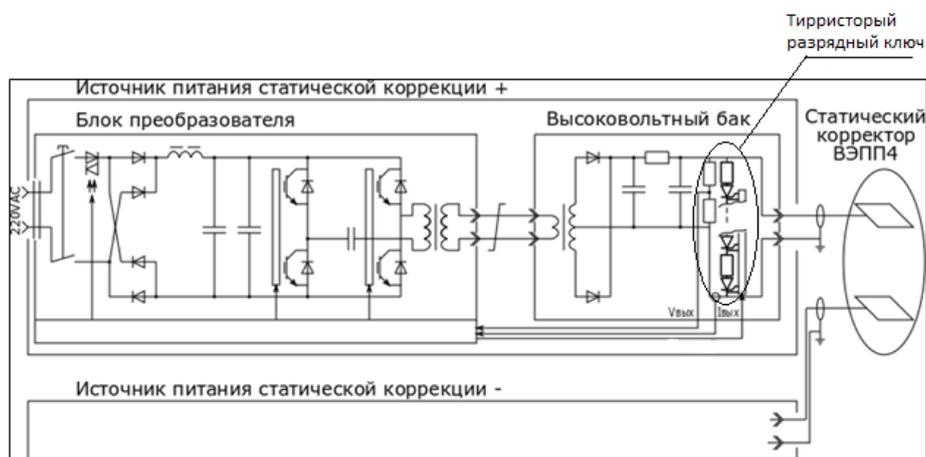 Тирристорый
разрядный ключ
Источник питания статической коррекции +
Блок преобразователя
Высоковольтный бак
Статический
корректор
ВЭПП4
220VAC
Vвых
Iвых
Источник питания статической коррекции -